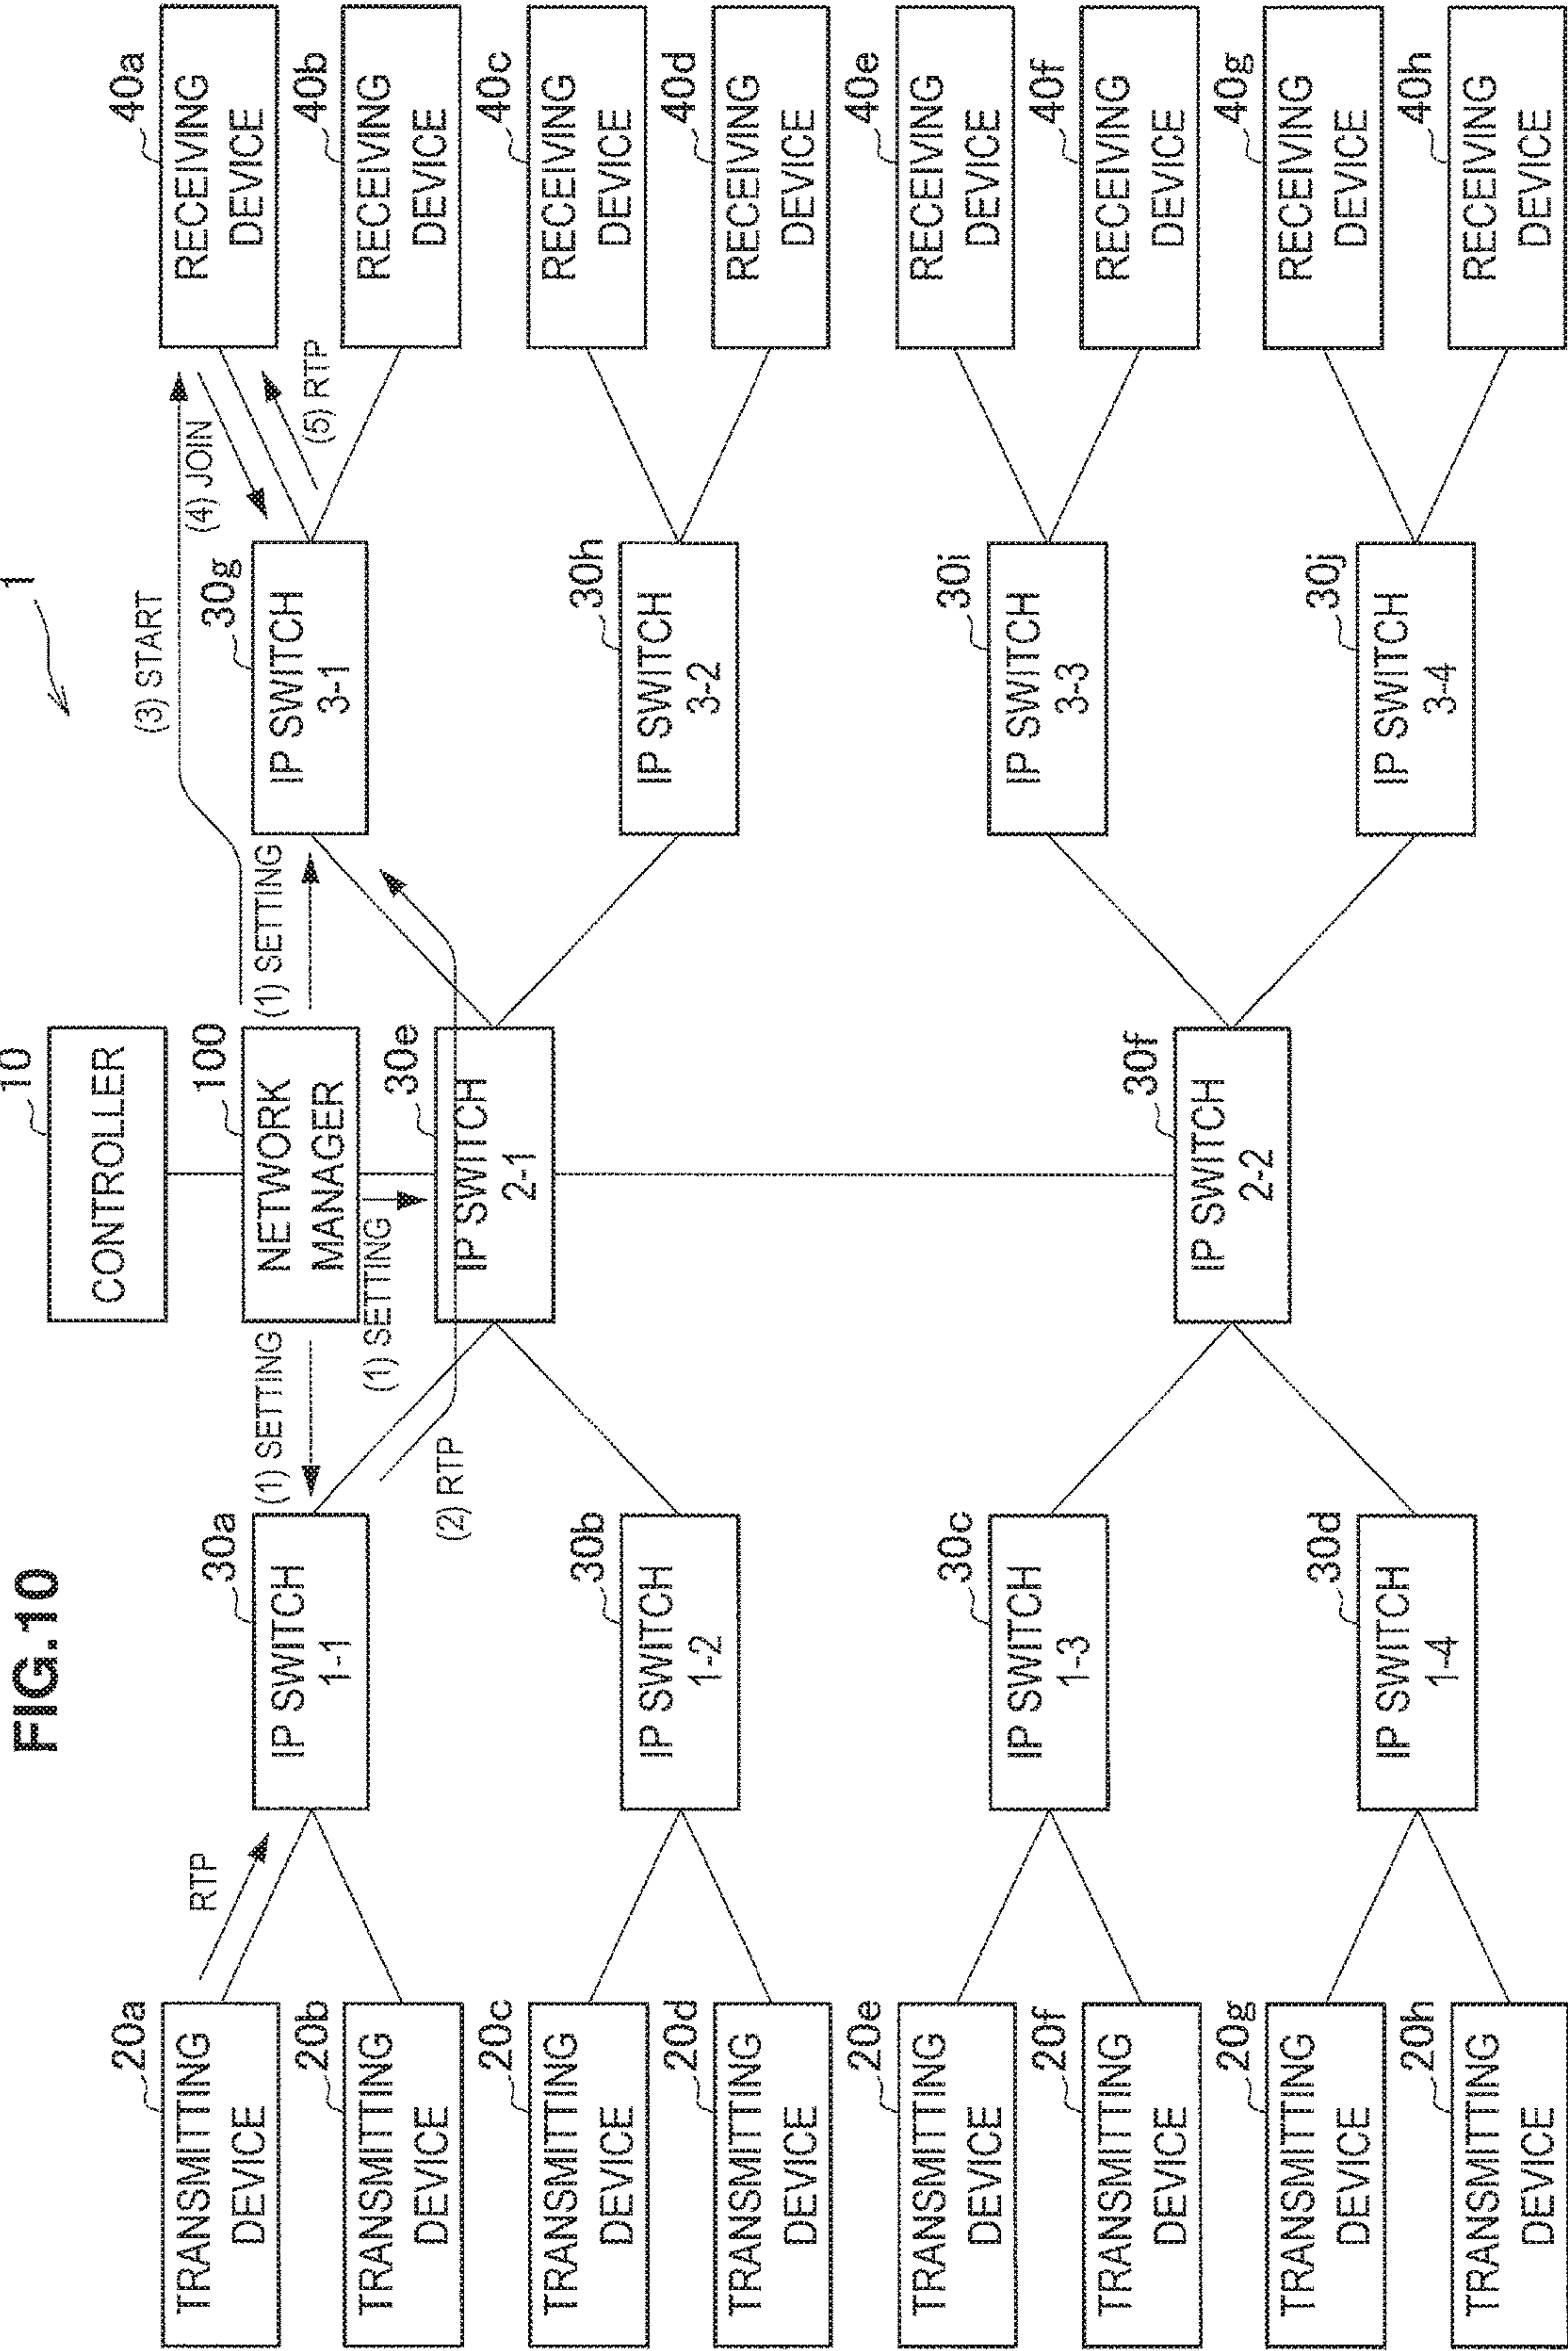 FIG.10
1
10
CONTROLLER
100
NETWORK
MANAGER
(1) SETTING
(1) SETTING
(1) SETTING
(2) RTP
(3) START
(4) JOIN
(5) RTP
RTP
20a
TRANSMITTING
DEVICE
20b
TRANSMITTING
DEVICE
20c
TRANSMITTING
DEVICE
20d
TRANSMITTING
DEVICE
20e
TRANSMITTING
DEVICE
20f
TRANSMITTING
DEVICE
20g
TRANSMITTING
DEVICE
20h
TRANSMITTING
DEVICE
30a
IP SWITCH
1-1
30b
IP SWITCH
1-2
30c
IP SWITCH
1-3
30d
IP SWITCH
1-4
30e
IP SWITCH
2-1
30f
IP SWITCH
2-2
30g
IP SWITCH
3-1
30h
IP SWITCH
3-2
30i
IP SWITCH
3-3
30j
IP SWITCH
3-4
40a
RECEIVING
DEVICE
40b
RECEIVING
DEVICE
40c
RECEIVING
DEVICE
40d
RECEIVING
DEVICE
40e
RECEIVING
DEVICE
40f
RECEIVING
DEVICE
40g
RECEIVING
DEVICE
40h
RECEIVING
DEVICE